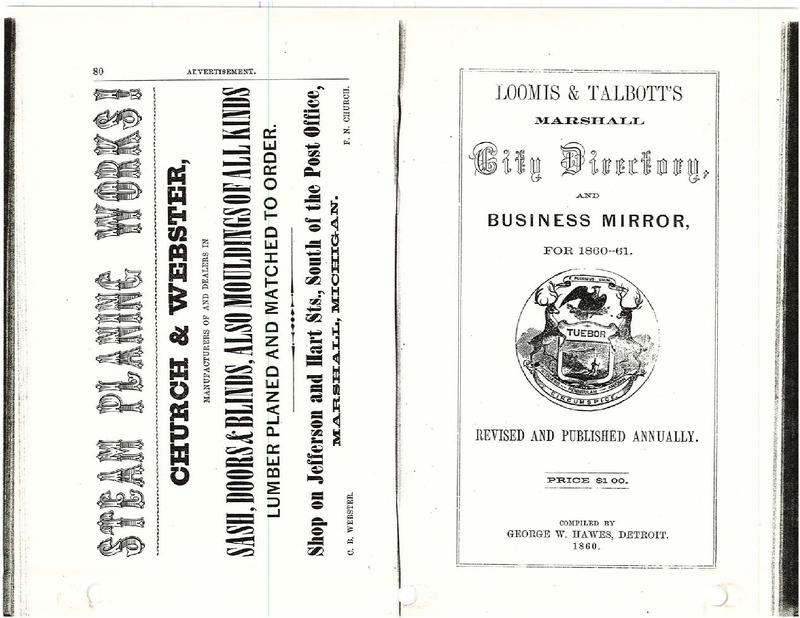 80
ADVERTISEMENT.
STEAM PLANING WORKS!
CHURCH & WEBSTER,
MANUFACTURERS OF AND DEALERS IN
SASH, DOORS & BLINDS, ALSO MOULDINGS OF ALL KINDS
LUMBER PLANED AND MATCHED TO ORDER.
Shop on Jefferson and Hart Sts., South of the Post Office,
MARSHALL, MICHIGAN.
C. B. WEBSTER. F. N. CHURCH.
LOOMIS & TALBOTT'S
MARSHALL
City Directory,
AND
BUSINESS MIRROR,
FOR 1860-61.
TUEBOR
CIRCUMSPICE
REVISED AND PUBLISHED ANNUALLY.
PRICE $1 00.
COMPILED BY
GEORGE W. HAWES, DETROIT.
1860.